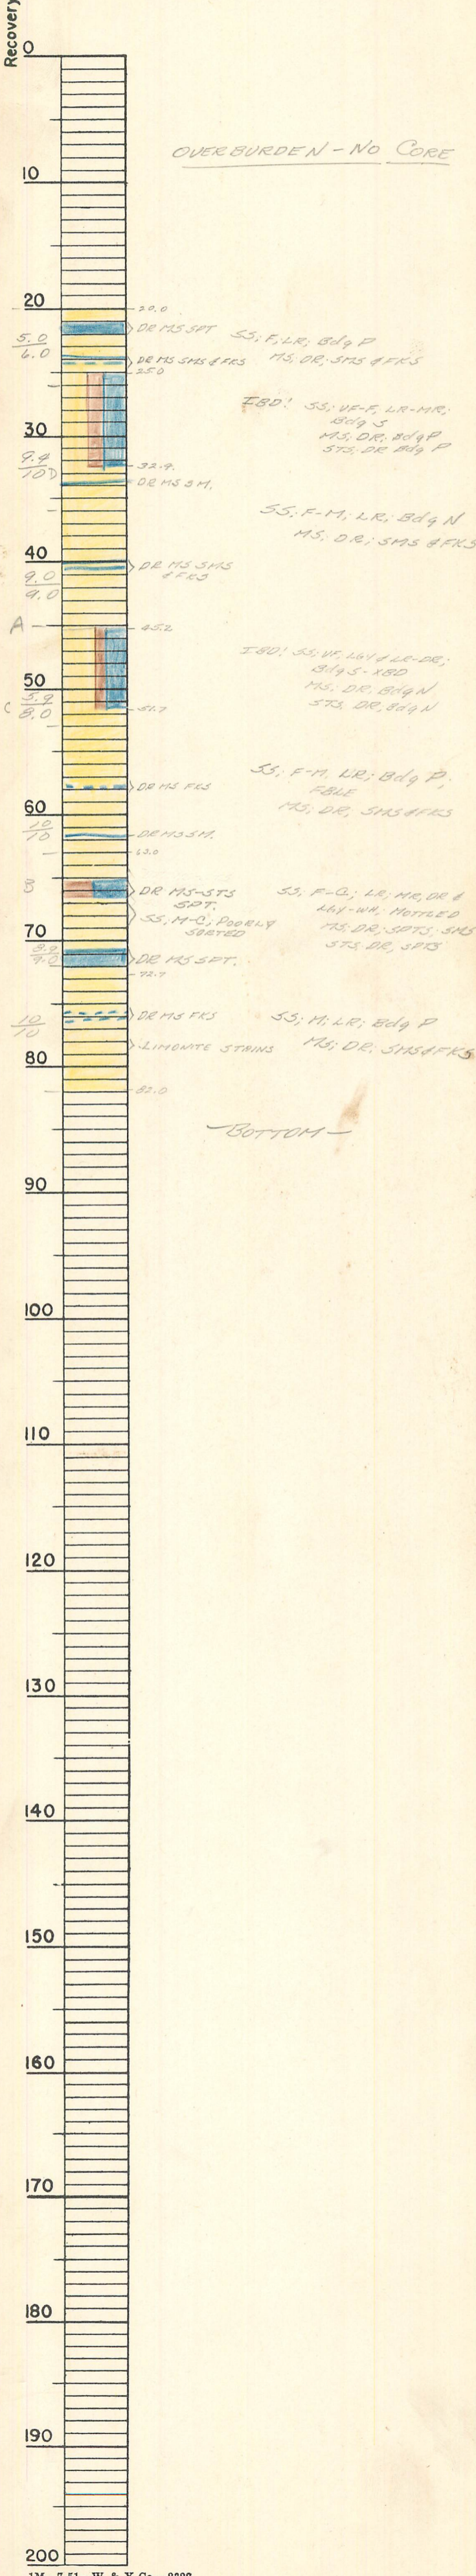 Recovery
0
OVERBURDEN - NO CORE
10
20
20.0
DR MS SPT
SS; F, LR; Bdg P
5.0
6.0
DR MS SMS & FKS
MS, DR; SMS & FKS
25.0
IBD! SS; VF-F, LR-MR;
Bdg S
30
MS; DR; Bdg P
STS; DR Bdg P
9.4
10
32.9
DR MS SM.
SS; F-M; LR; Bdg N
MS; DR; SMS & FKS
40
DR MS SMS
& FKS
9.0
9.0
A
45.2
IBD! SS; VF, LGY & LR-DR;
Bdg S-XBD
MS; DR, Bdg N
STS; DR, Bdg N
50
5.9
8.0
C
51.7
SS; F-M, LR; Bdg P;
FBLE
MS; DR, SMS & FKS
DR MS FKS
60
10
10
DR MS SM.
63.0
B
DR MS-STS
SPT.
SS, M-C; POORLY
SORTED
SS; F-C; LR; MR, DR &
LGY-WH, MOTTLED
MS; DR; SPTS; SMS
STS; DR, SPTS
70
8.9
9.0
DR MS SPT.
72.7
10
10
DR MS FKS
SS; M; LR; Bdg P
LIMONITE STAINS
MS; DR; SMS & FKS
80
82.0
- BOTTOM -
90
100
110
120
130
140
150
160
170
180
190
200